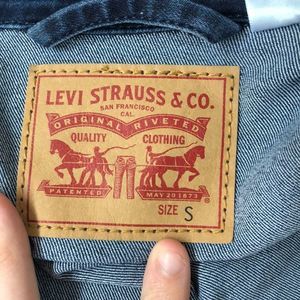 LEVI STRAUSS & CO.
SAN FRANCISCO
CAL.
ORIGINAL RIVETED
QUALITY CLOTHING
PATENTED MAY 20 1873
SIZE S